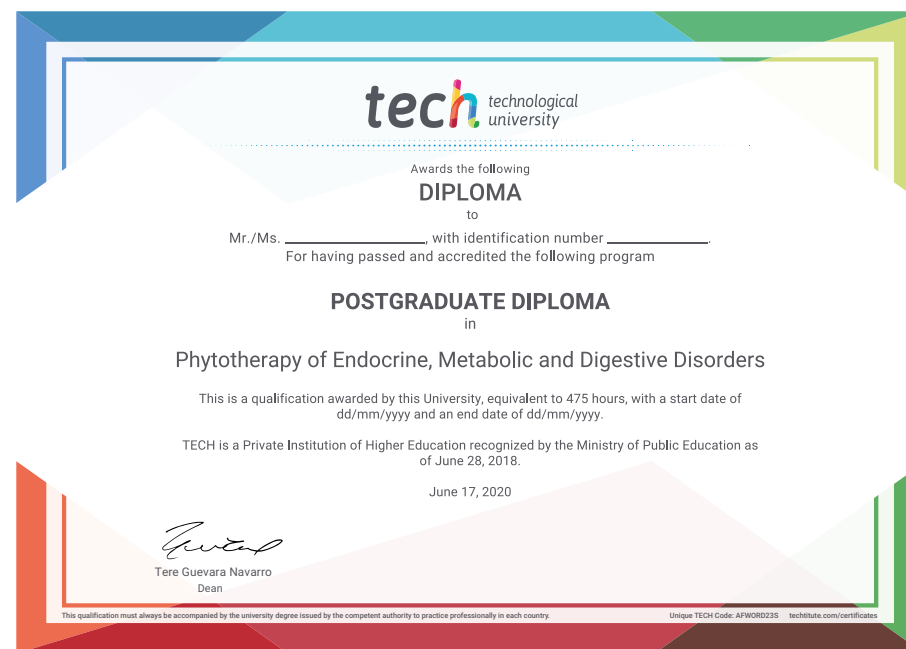 tech technological
university
Awards the following
DIPLOMA
to
Mr./Ms. ____________________, with identification number ______________.
For having passed and accredited the following program
POSTGRADUATE DIPLOMA
in
Phytotherapy of Endocrine, Metabolic and Digestive Disorders
This is a qualification awarded by this University, equivalent to 475 hours, with a start date of
dd/mm/yyyy and an end date of dd/mm/yyyy.
TECH is a Private Institution of Higher Education recognized by the Ministry of Public Education as
of June 28, 2018.
June 17, 2020
Tere Guevara Navarro
Dean
This qualification must always be accompanied by the university degree issued by the competent authority to practice professionally in each country. Unique TECH Code: AFWORD23S techtitute.com/certificates